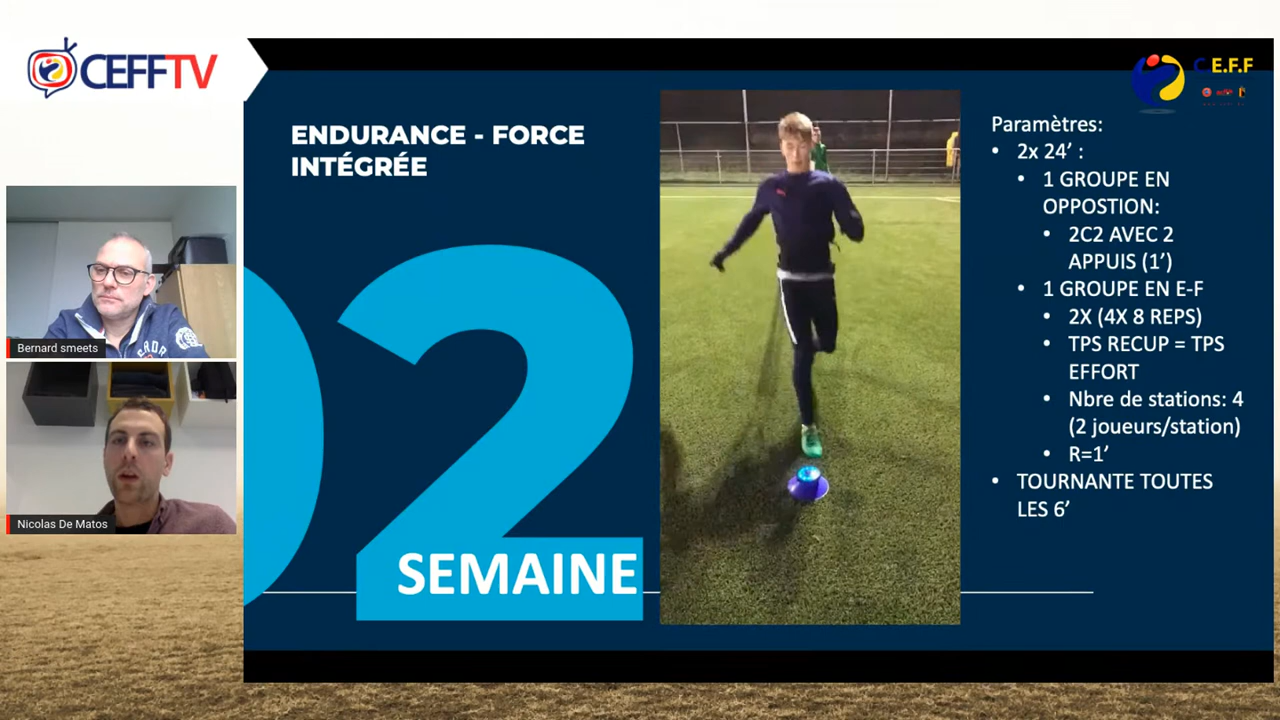 CEFFTV
C E.F.F
ENDURANCE - FORCE
INTÉGRÉE
02
SEMAINE
Paramètres:
• 2x 24’ :
• 1 GROUPE EN
OPPOSTION:
• 2C2 AVEC 2
APPUIS (1’)
• 1 GROUPE EN E-F
• 2X (4X 8 REPS)
• TPS RECUP = TPS
EFFORT
• Nbre de stations: 4
(2 joueurs/station)
• R=1’
• TOURNANTE TOUTES
LES 6’
Bernard smeets
Nicolas De Matos